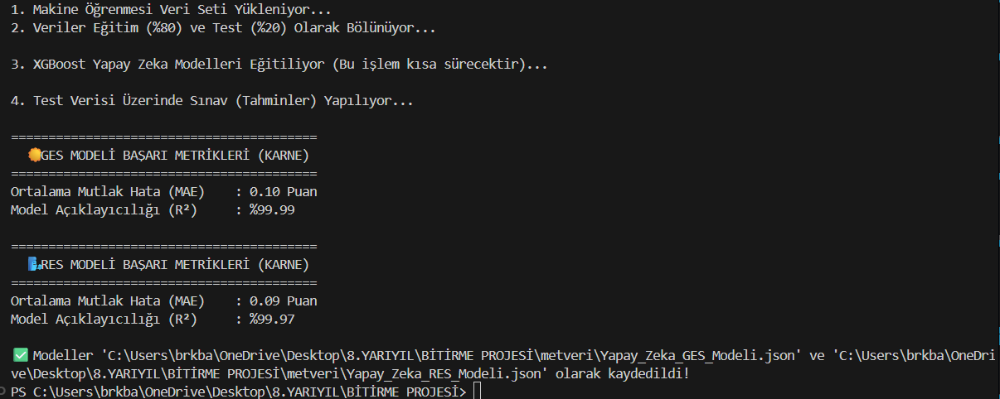 1. Makine Öğrenmesi Veri Seti Yükleniyor...
2. Veriler Eğitim (%80) ve Test (%20) Olarak Bölünüyor...
3. XGBoost Yapay Zeka Modelleri Eğitiliyor (Bu işlem kısa sürecektir)...
4. Test Verisi Üzerinde Sınav (Tahminler) Yapılıyor...
=========================================
GES MODELİ BAŞARI METRİKLERİ (KARNE)
=========================================
Ortalama Mutlak Hata (MAE)    : 0.10 Puan
Model Açıklayıcılığı (R²)     : %99.99
=========================================
RES MODELİ BAŞARI METRİKLERİ (KARNE)
=========================================
Ortalama Mutlak Hata (MAE)    : 0.09 Puan
Model Açıklayıcılığı (R²)     : %99.97
✅ Modeller 'C:\Users\brkba\OneDrive\Desktop\8.YARIYIL\BİTİRME PROJESİ\metveri\Yapay_Zeka_GES_Modeli.json' ve 'C:\Users\brkba\OneDri
ve\Desktop\8.YARIYIL\BİTİRME PROJESİ\metveri\Yapay_Zeka_RES_Modeli.json' olarak kaydedildi!
PS C:\Users\brkba\OneDrive\Desktop\8.YARIYIL\BİTİRME PROJESİ>